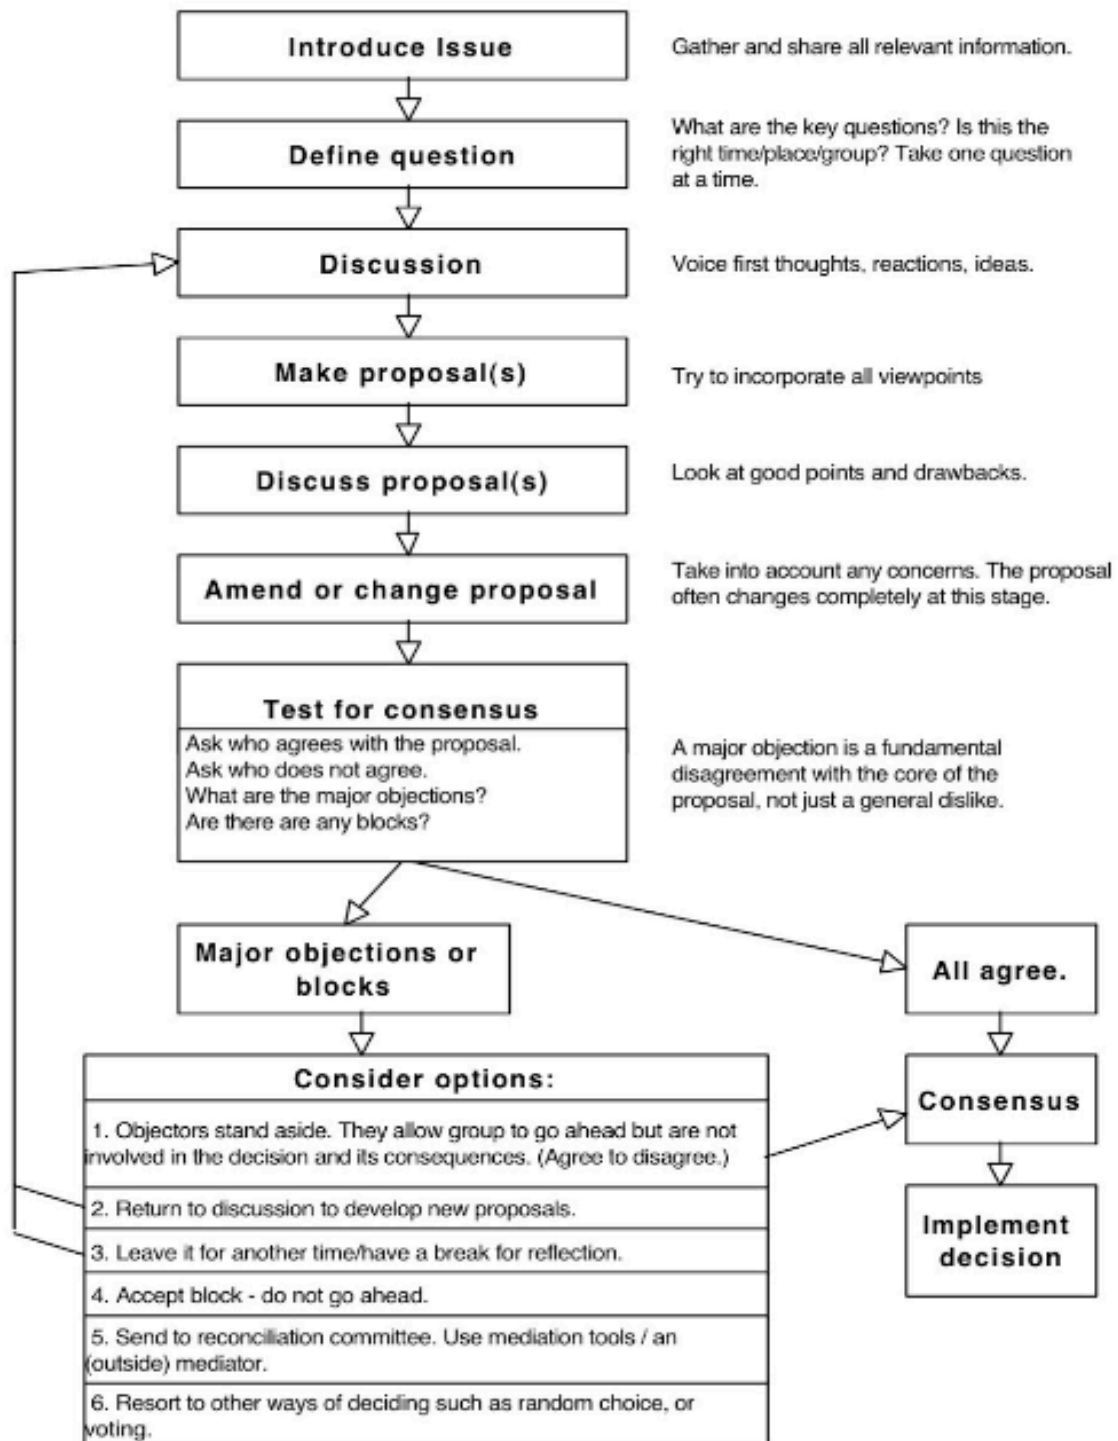 Introduce Issue
Gather and share all relevant information.
Define question
What are the key questions? Is this the
right time/place/group? Take one question
at a time.
Discussion
Voice first thoughts, reactions, ideas.
Make proposal(s)
Try to incorporate all viewpoints
Discuss proposal(s)
Look at good points and drawbacks.
Amend or change proposal
Take into account any concerns. The proposal
often changes completely at this stage.
Test for consensus
Ask who agrees with the proposal.
Ask who does not agree.
What are the major objections?
Are there are any blocks?
A major objection is a fundamental
disagreement with the core of the
proposal, not just a general dislike.
Major objections or
blocks
All agree.
Consider options:
1. Objectors stand aside. They allow group to go ahead but are not
involved in the decision and its consequences. (Agree to disagree.)
2. Return to discussion to develop new proposals.
3. Leave it for another time/have a break for reflection.
4. Accept block - do not go ahead.
5. Send to reconciliation committee. Use mediation tools / an
(outside) mediator.
6. Resort to other ways of deciding such as random choice, or
voting.
Consensus
Implement
decision